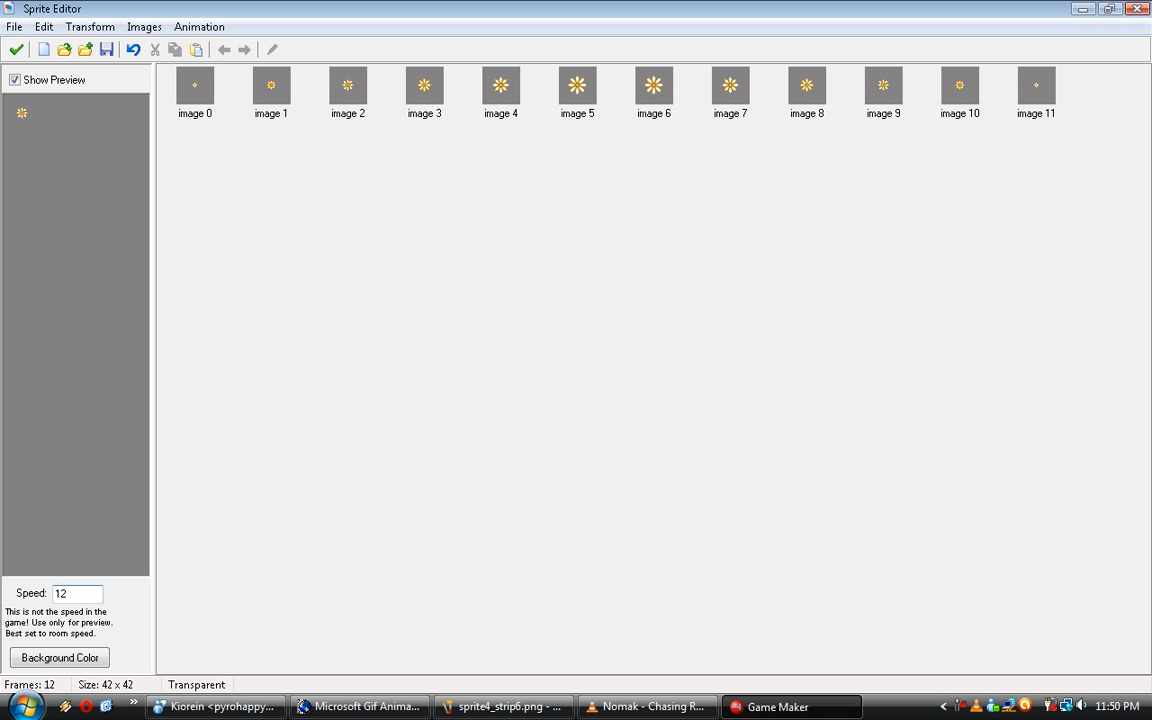 Sprite Editor
File Edit Transform Images Animation
Show Preview
image 0 image 1 image 2 image 3 image 4 image 5 image 6 image 7 image 8 image 9 image 10 image 11
Speed: 12
This is not the speed in the
game! Use only for preview.
Best set to room speed.
Background Color
Frames: 12 Size: 42 x 42 Transparent
» Kiorein <pyrohappy... Microsoft Gif Anima... sprite4_strip6.png - ... Nomak - Chasing R... Game Maker 11:50 PM